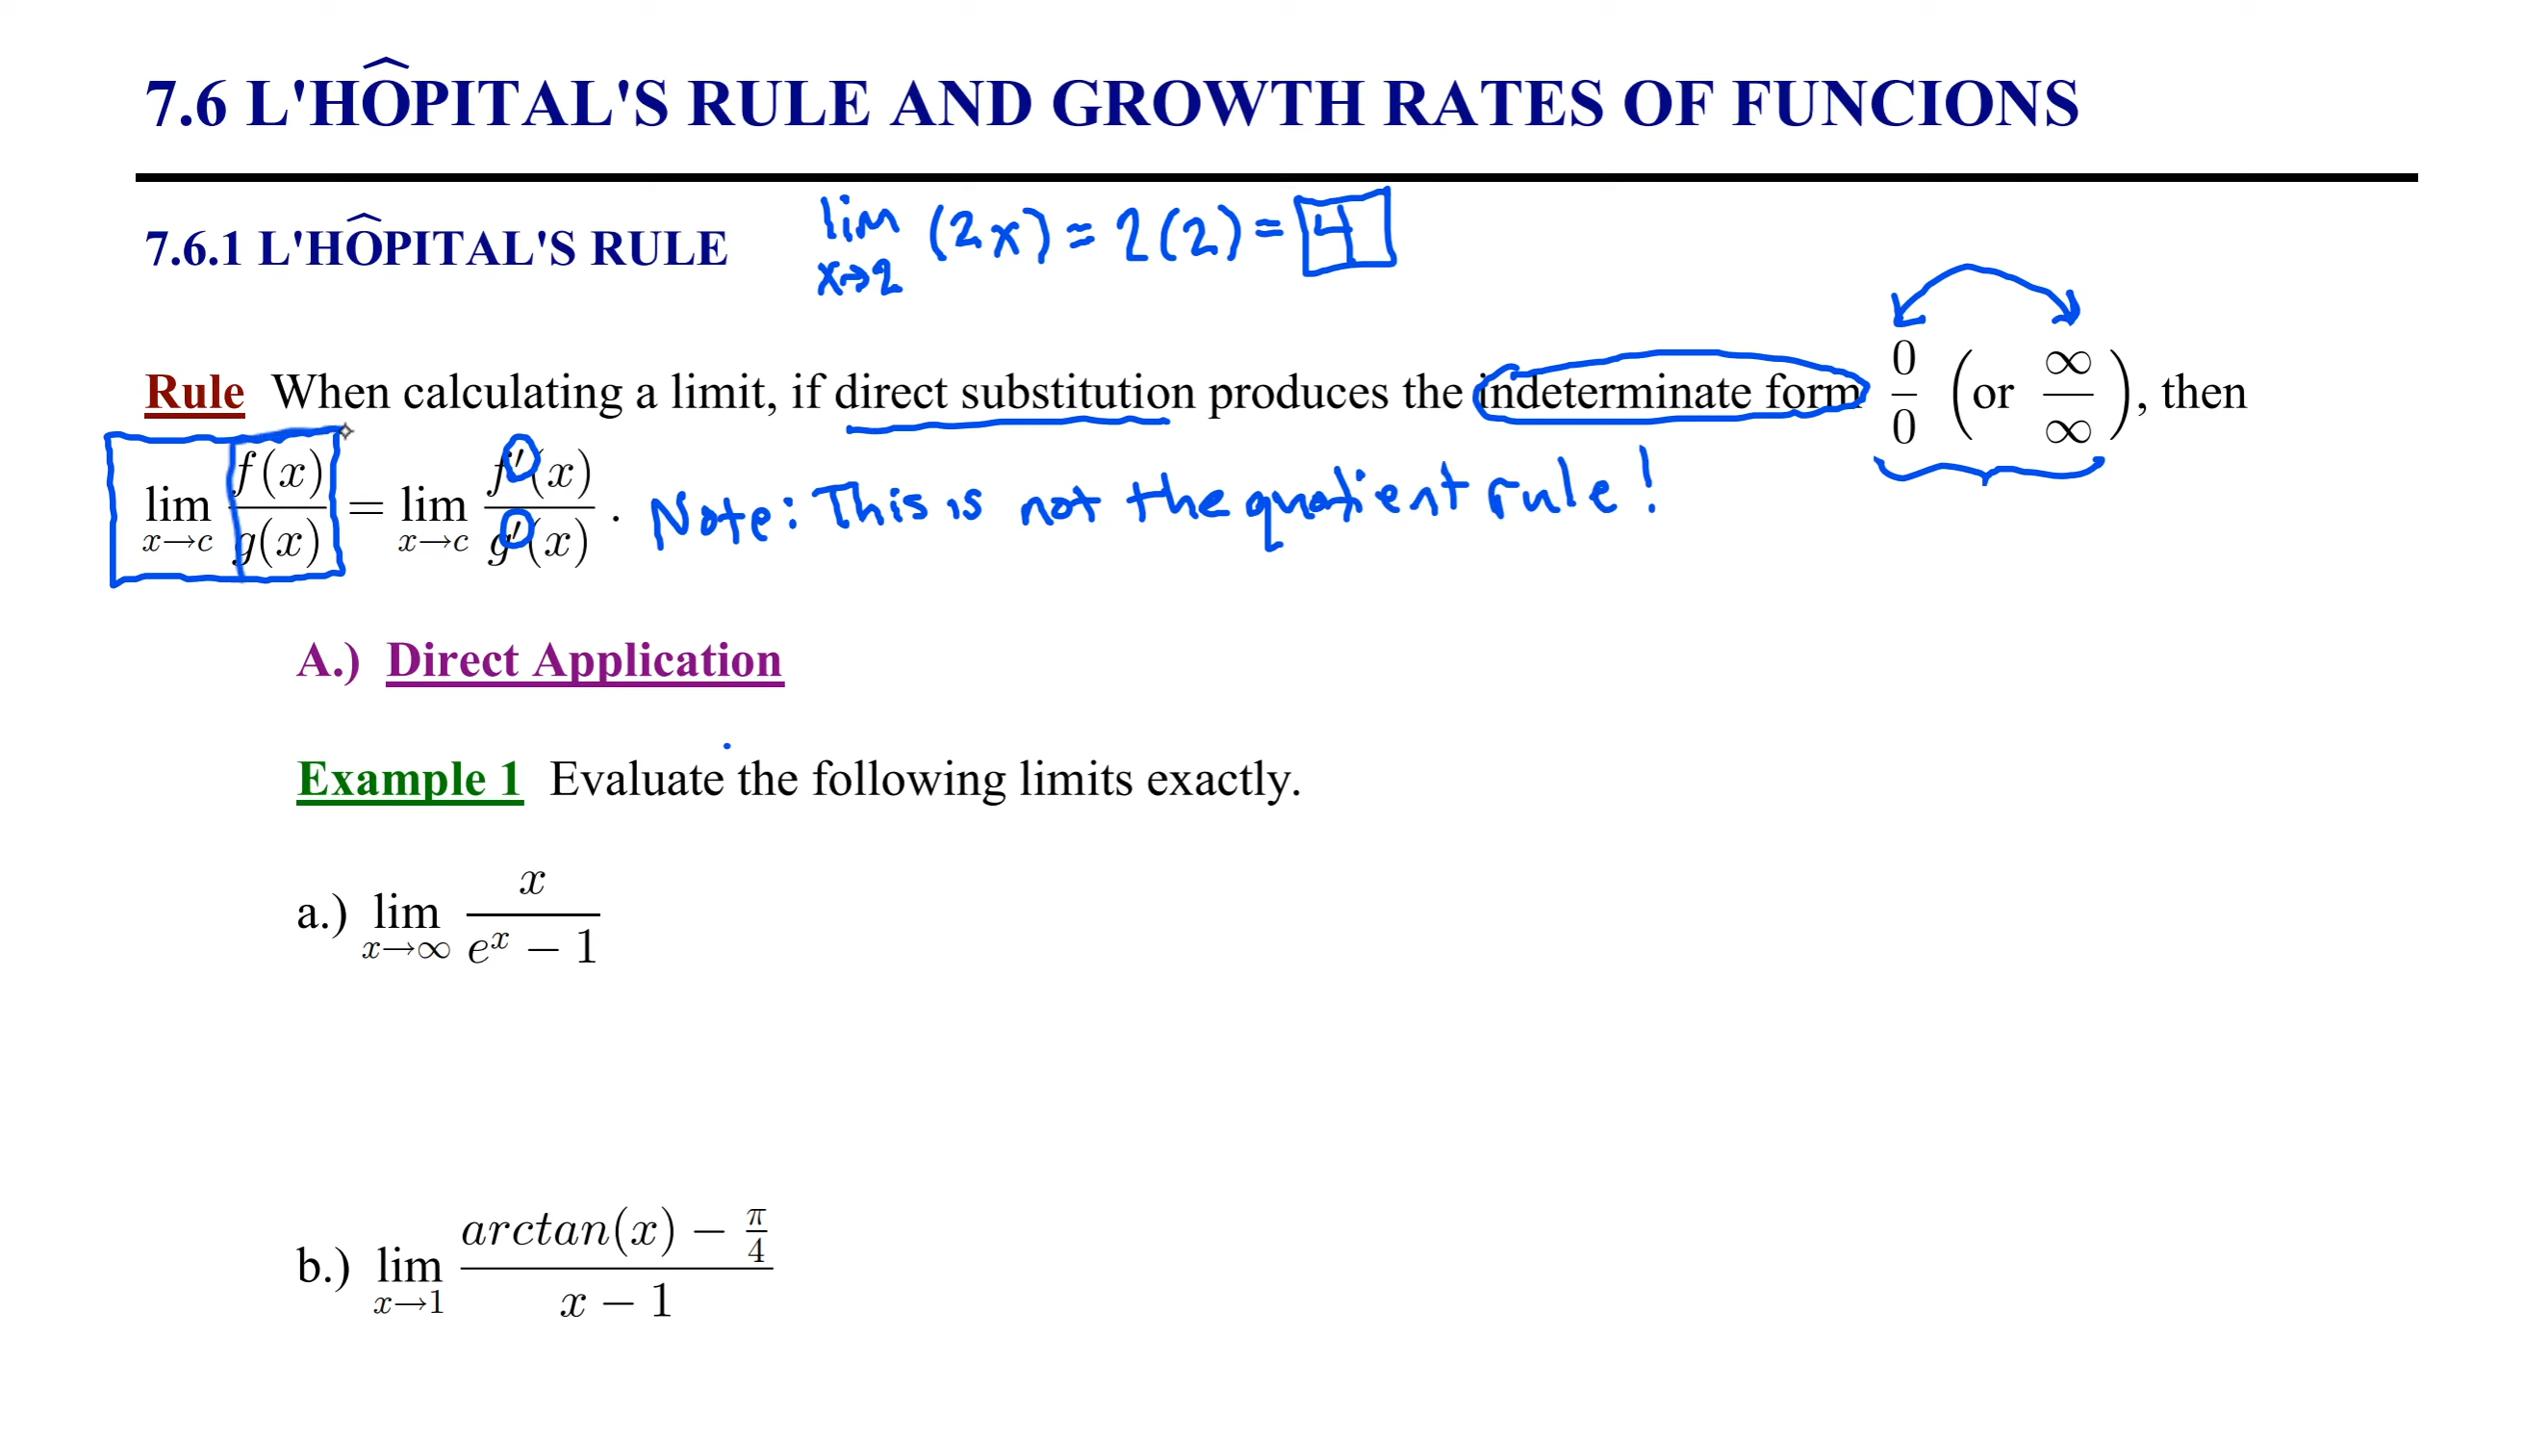 7.6 L'HÔPITAL'S RULE AND GROWTH RATES OF FUNCIONS
7.6.1 L'HÔPITAL'S RULE
lim x→2 (2x) = 2(2) = 4
Rule When calculating a limit, if direct substitution produces the indeterminate form 0/0 (or ∞/∞), then
lim x→c f(x)/g(x) = lim x→c f'(x)/g'(x) . Note: This is not the quotient rule!
A.) Direct Application
Example 1 Evaluate the following limits exactly.
a.) lim x→∞ x/(eˣ − 1)
b.) lim x→1 (arctan(x) − π/4)/(x − 1)